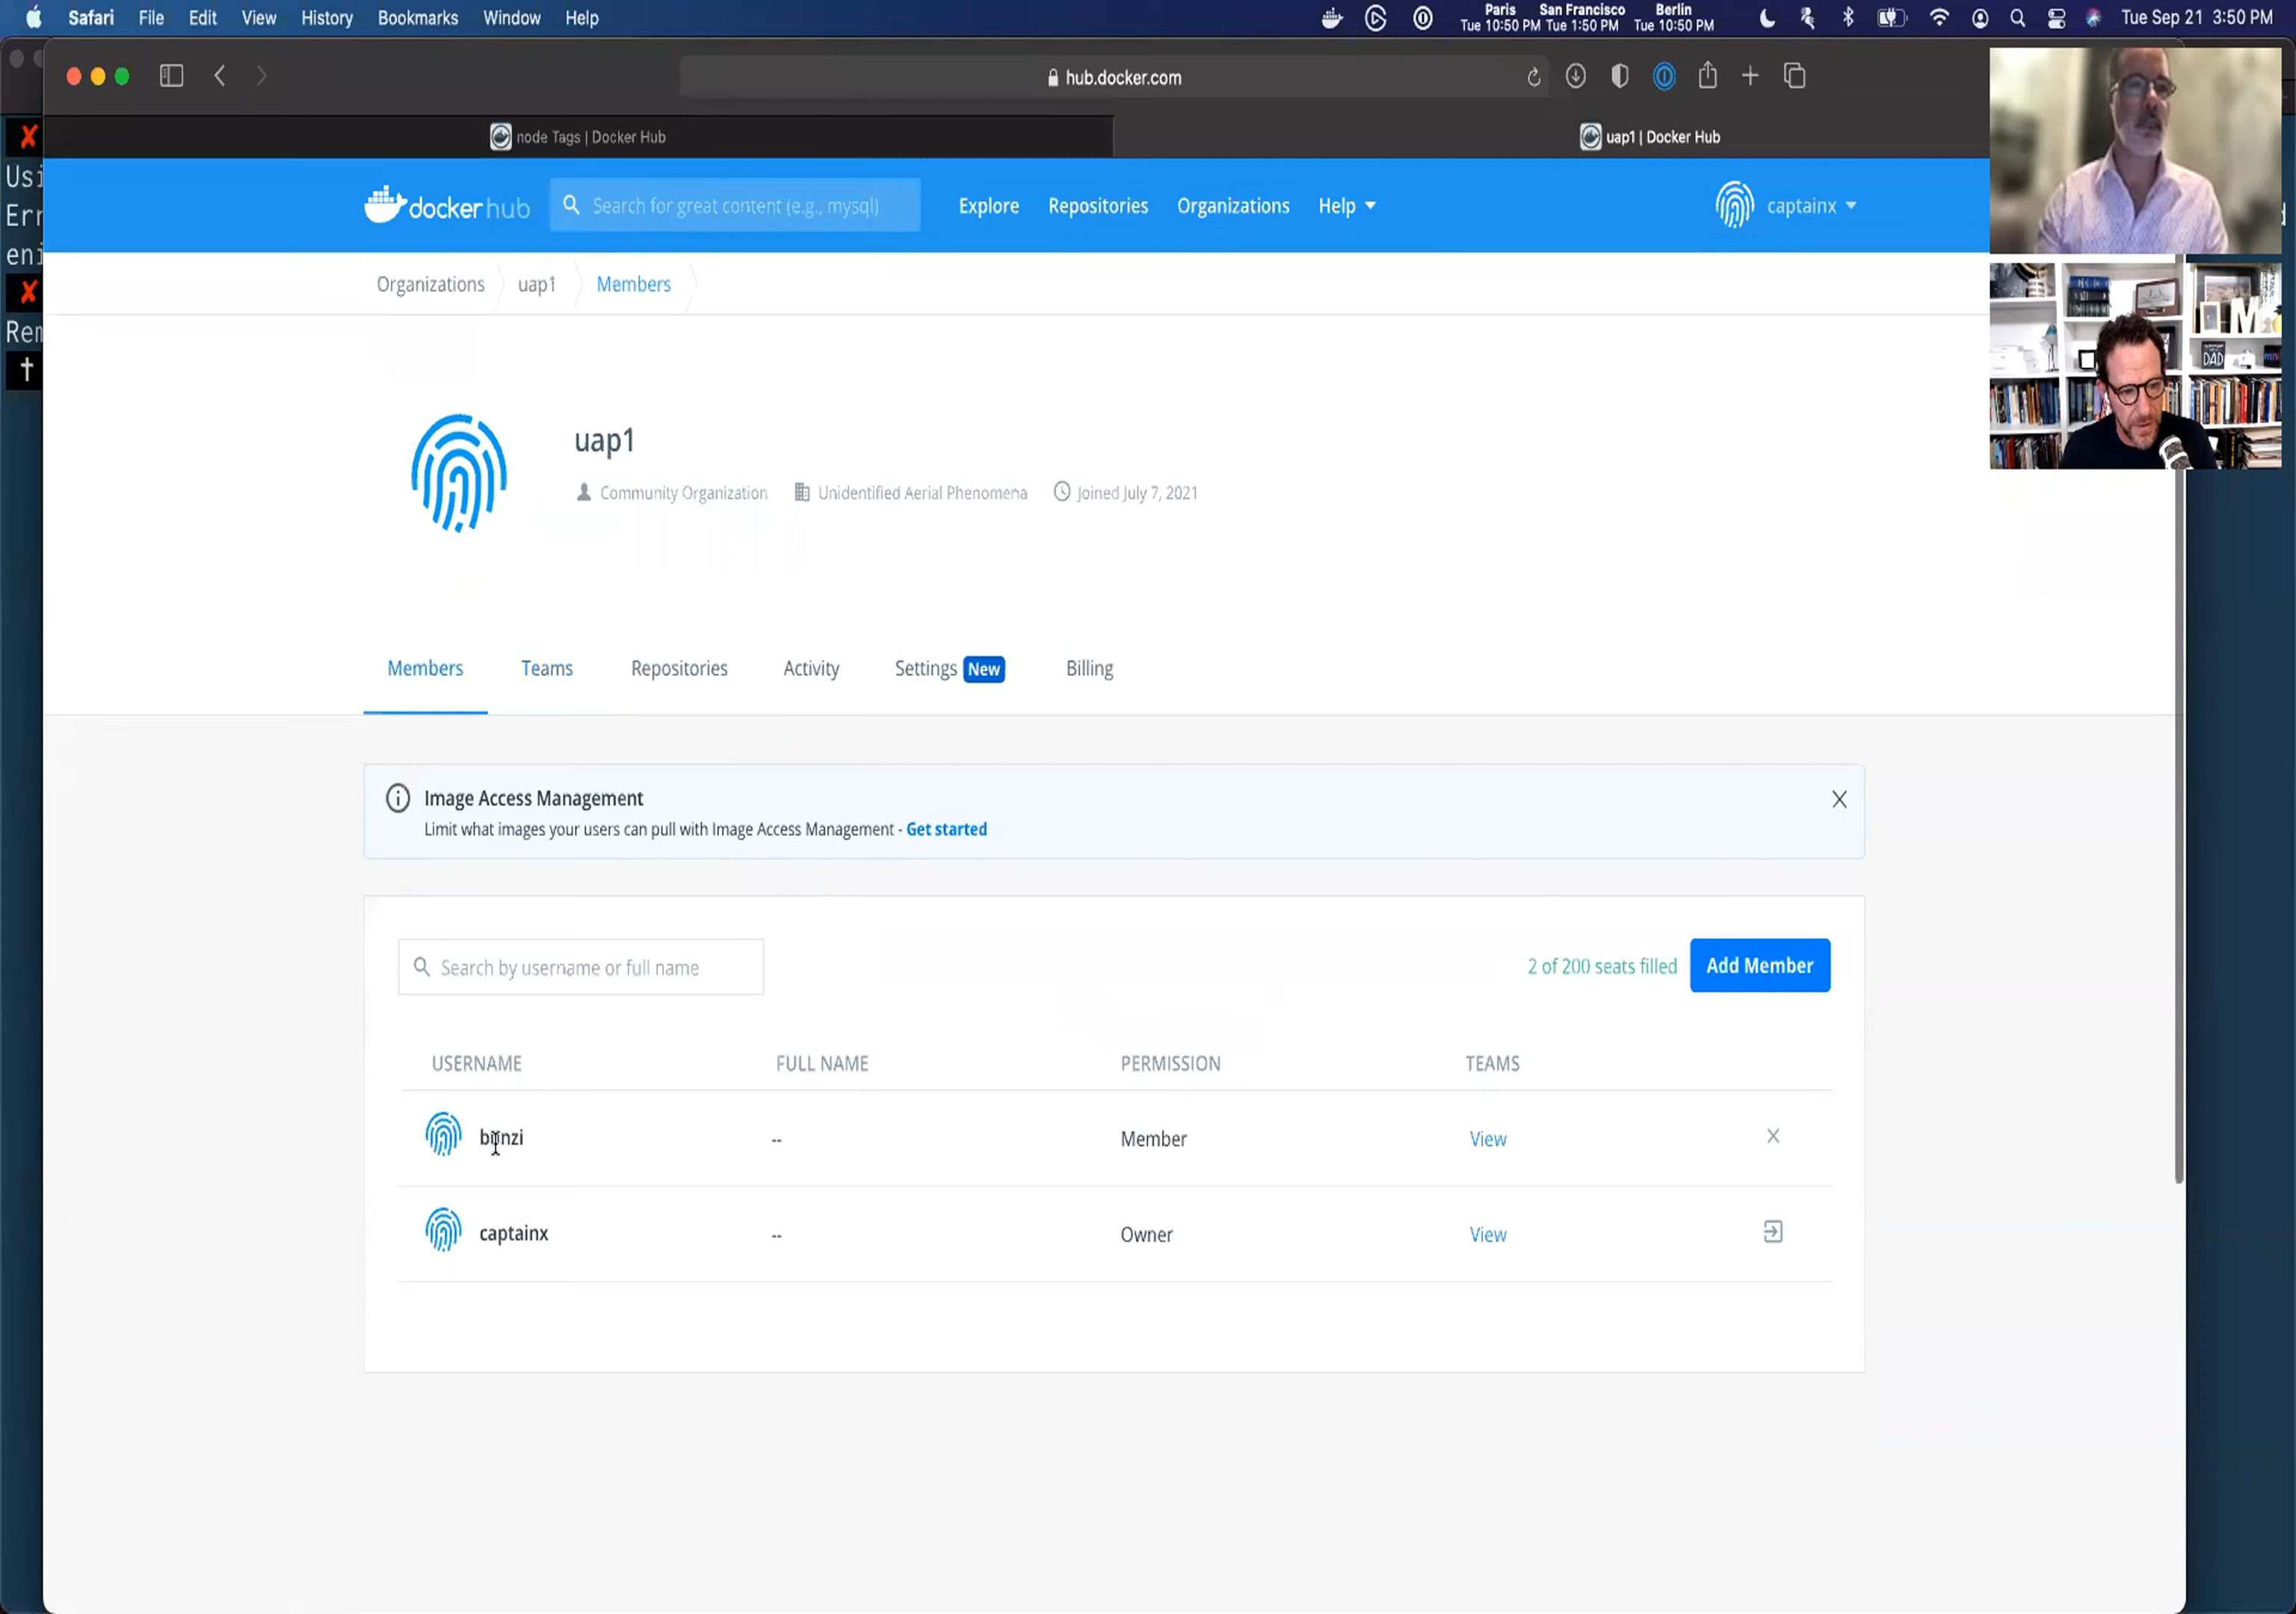 Safari File Edit View History Bookmarks Window Help
Paris San Francisco Berlin
Tue 10:50 PM Tue 1:50 PM Tue 10:50 PM
Tue Sep 21 3:50 PM
hub.docker.com
node Tags | Docker Hub
uap1 | Docker Hub
Usi
Err
eni
Rem
docker hub
Search for great content (e.g., mysql)
Explore Repositories Organizations Help
captainx
Organizations uap1 Members
uap1
Community Organization Unidentified Aerial Phenomena Joined July 7, 2021
Members Teams Repositories Activity Settings New Billing
Image Access Management
Limit what images your users can pull with Image Access Management - Get started
Search by username or full name
2 of 200 seats filled
Add Member
USERNAME FULL NAME PERMISSION TEAMS
-- Member View
captainx -- Owner View
M
DAD